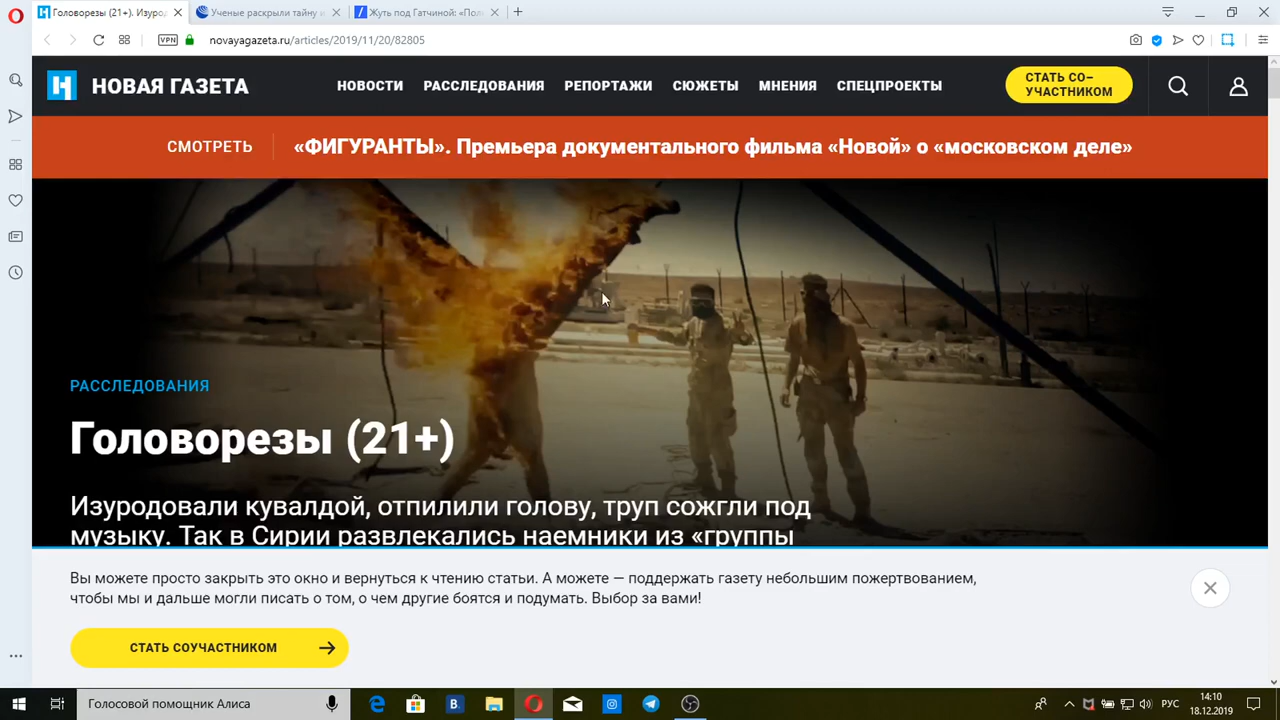 Головорезы (21+). Изуро
Ученые раскрыли тайну и
Жуть под Гатчиной: «Пол
VPN
novayagazeta.ru/articles/2019/11/20/82805
НОВАЯ ГАЗЕТА
НОВОСТИ РАССЛЕДОВАНИЯ РЕПОРТАЖИ СЮЖЕТЫ МНЕНИЯ СПЕЦПРОЕКТЫ
СТАТЬ СО–
УЧАСТНИКОМ
СМОТРЕТЬ
«ФИГУРАНТЫ». Премьера документального фильма «Новой» о «московском деле»
РАССЛЕДОВАНИЯ
Головорезы (21+)
Изуродовали кувалдой, отпилили голову, труп сожгли под
музыку. Так в Сирии развлекались наемники из «группы
Вы можете просто закрыть это окно и вернуться к чтению статьи. А можете — поддержать газету небольшим пожертвованием,
чтобы мы и дальше могли писать о том, о чем другие боятся и подумать. Выбор за вами!
СТАТЬ СОУЧАСТНИКОМ
Голосовой помощник Алиса
РУС
14:10
18.12.2019